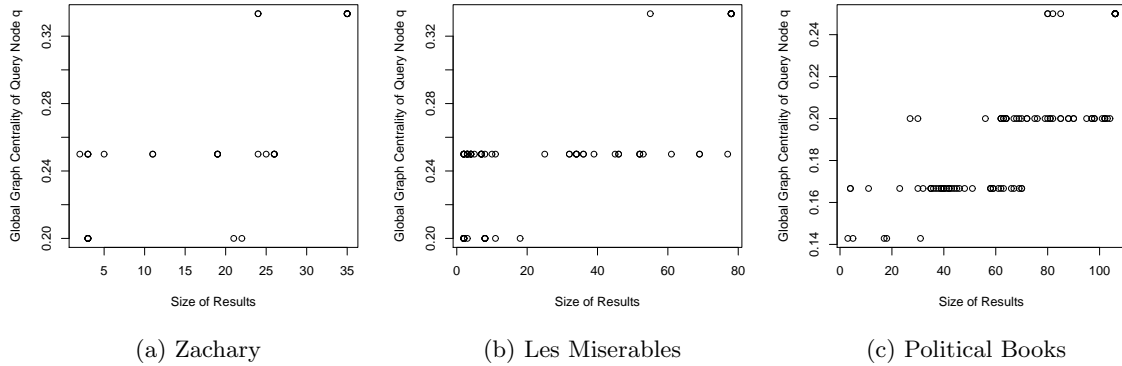 Global Graph Centrality of Query Node q
0.20 0.24 0.28 0.32
5 10 15 20 25 30 35
Size of Results
(a) Zachary
Global Graph Centrality of Query Node q
0.20 0.24 0.28 0.32
0 20 40 60 80
Size of Results
(b) Les Miserables
Global Graph Centrality of Query Node q
0.14 0.16 0.18 0.20 0.22 0.24
0 20 40 60 80 100
Size of Results
(c) Political Books